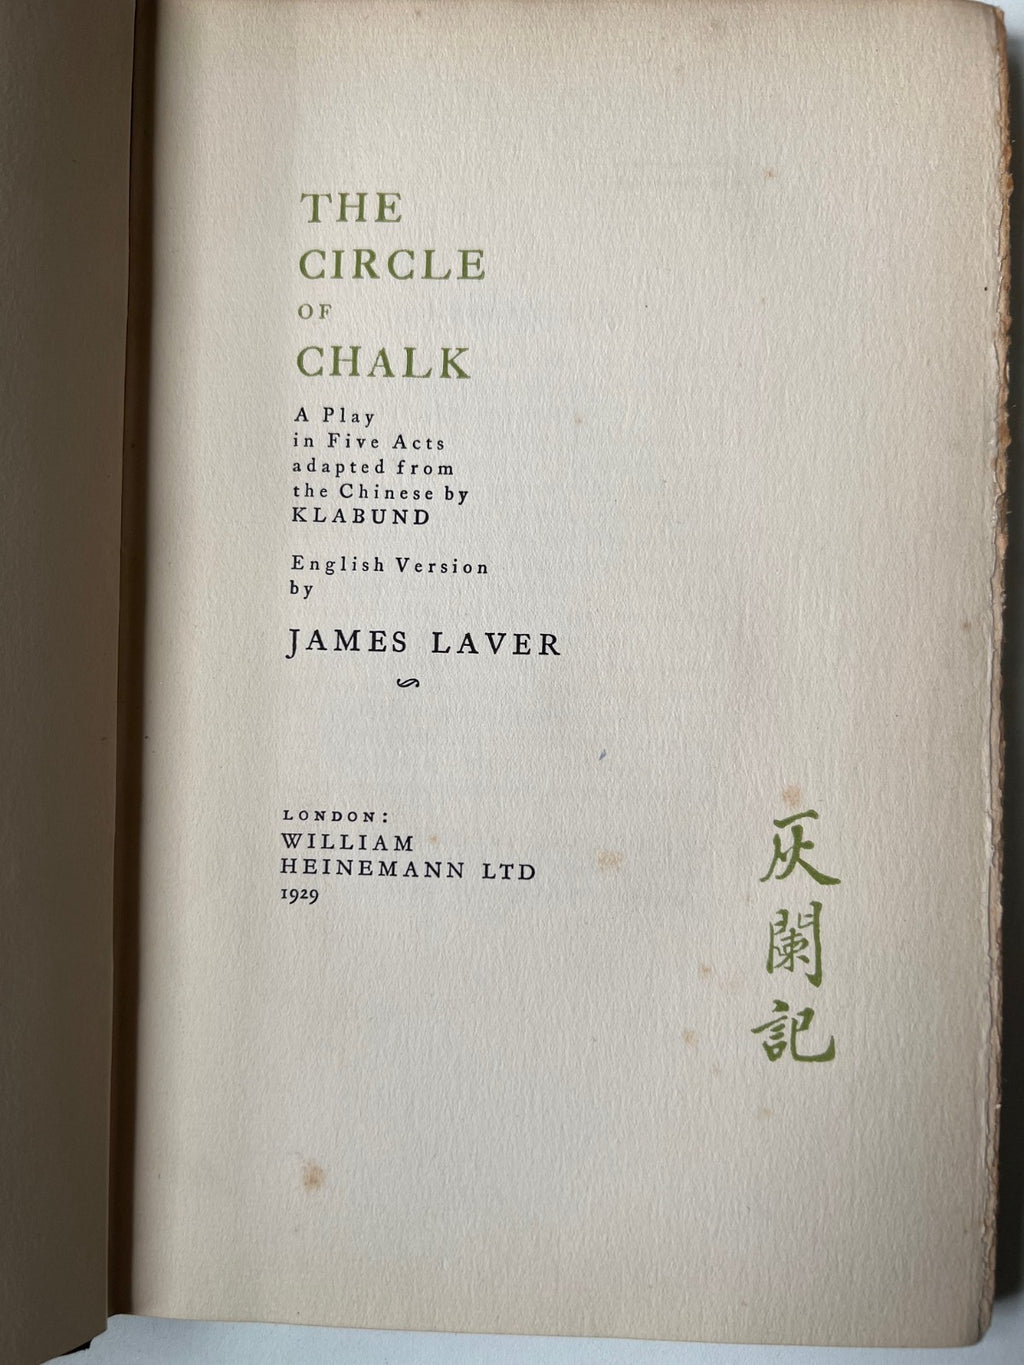 THE
CIRCLE
OF
CHALK
A Play
in Five Acts
adapted from
the Chinese by
KLABUND
English Version
by
JAMES LAVER
LONDON:
WILLIAM
HEINEMANN LTD
1929
灰闌記